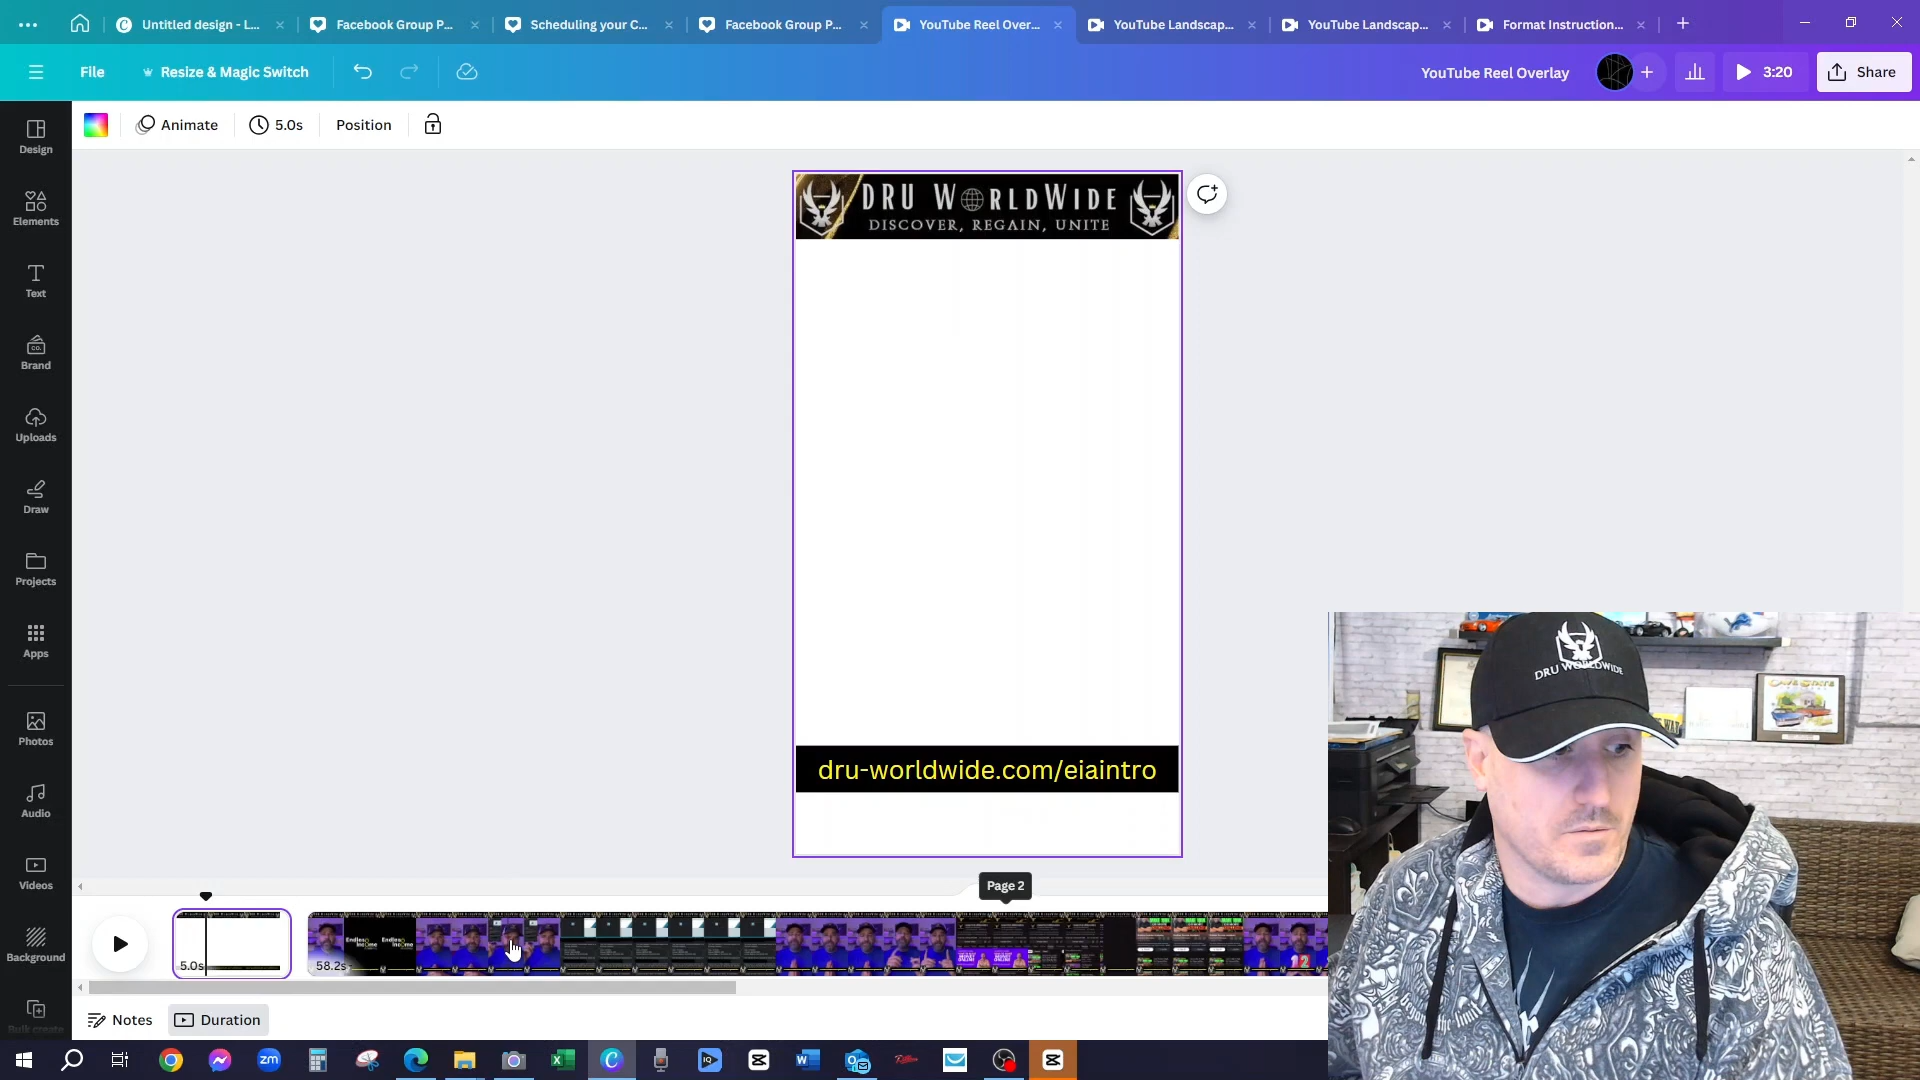 Untitled design - L...
Facebook Group P...
Scheduling your C...
Facebook Group P...
YouTube Reel Over...
YouTube Landscap...
YouTube Landscap...
Format Instruction...
File
Resize & Magic Switch
YouTube Reel Overlay
3:20
Share
Animate
5.0s
Position
Design
Elements
Text
Brand
Uploads
Draw
Projects
Apps
Photos
Audio
Videos
Background
Bulk create
DRU WORLDWIDE
DISCOVER, REGAIN, UNITE
dru-worldwide.com/eiaintro
DRU WORLDWIDE
Page 2
5.0s
58.2s
Notes
Duration